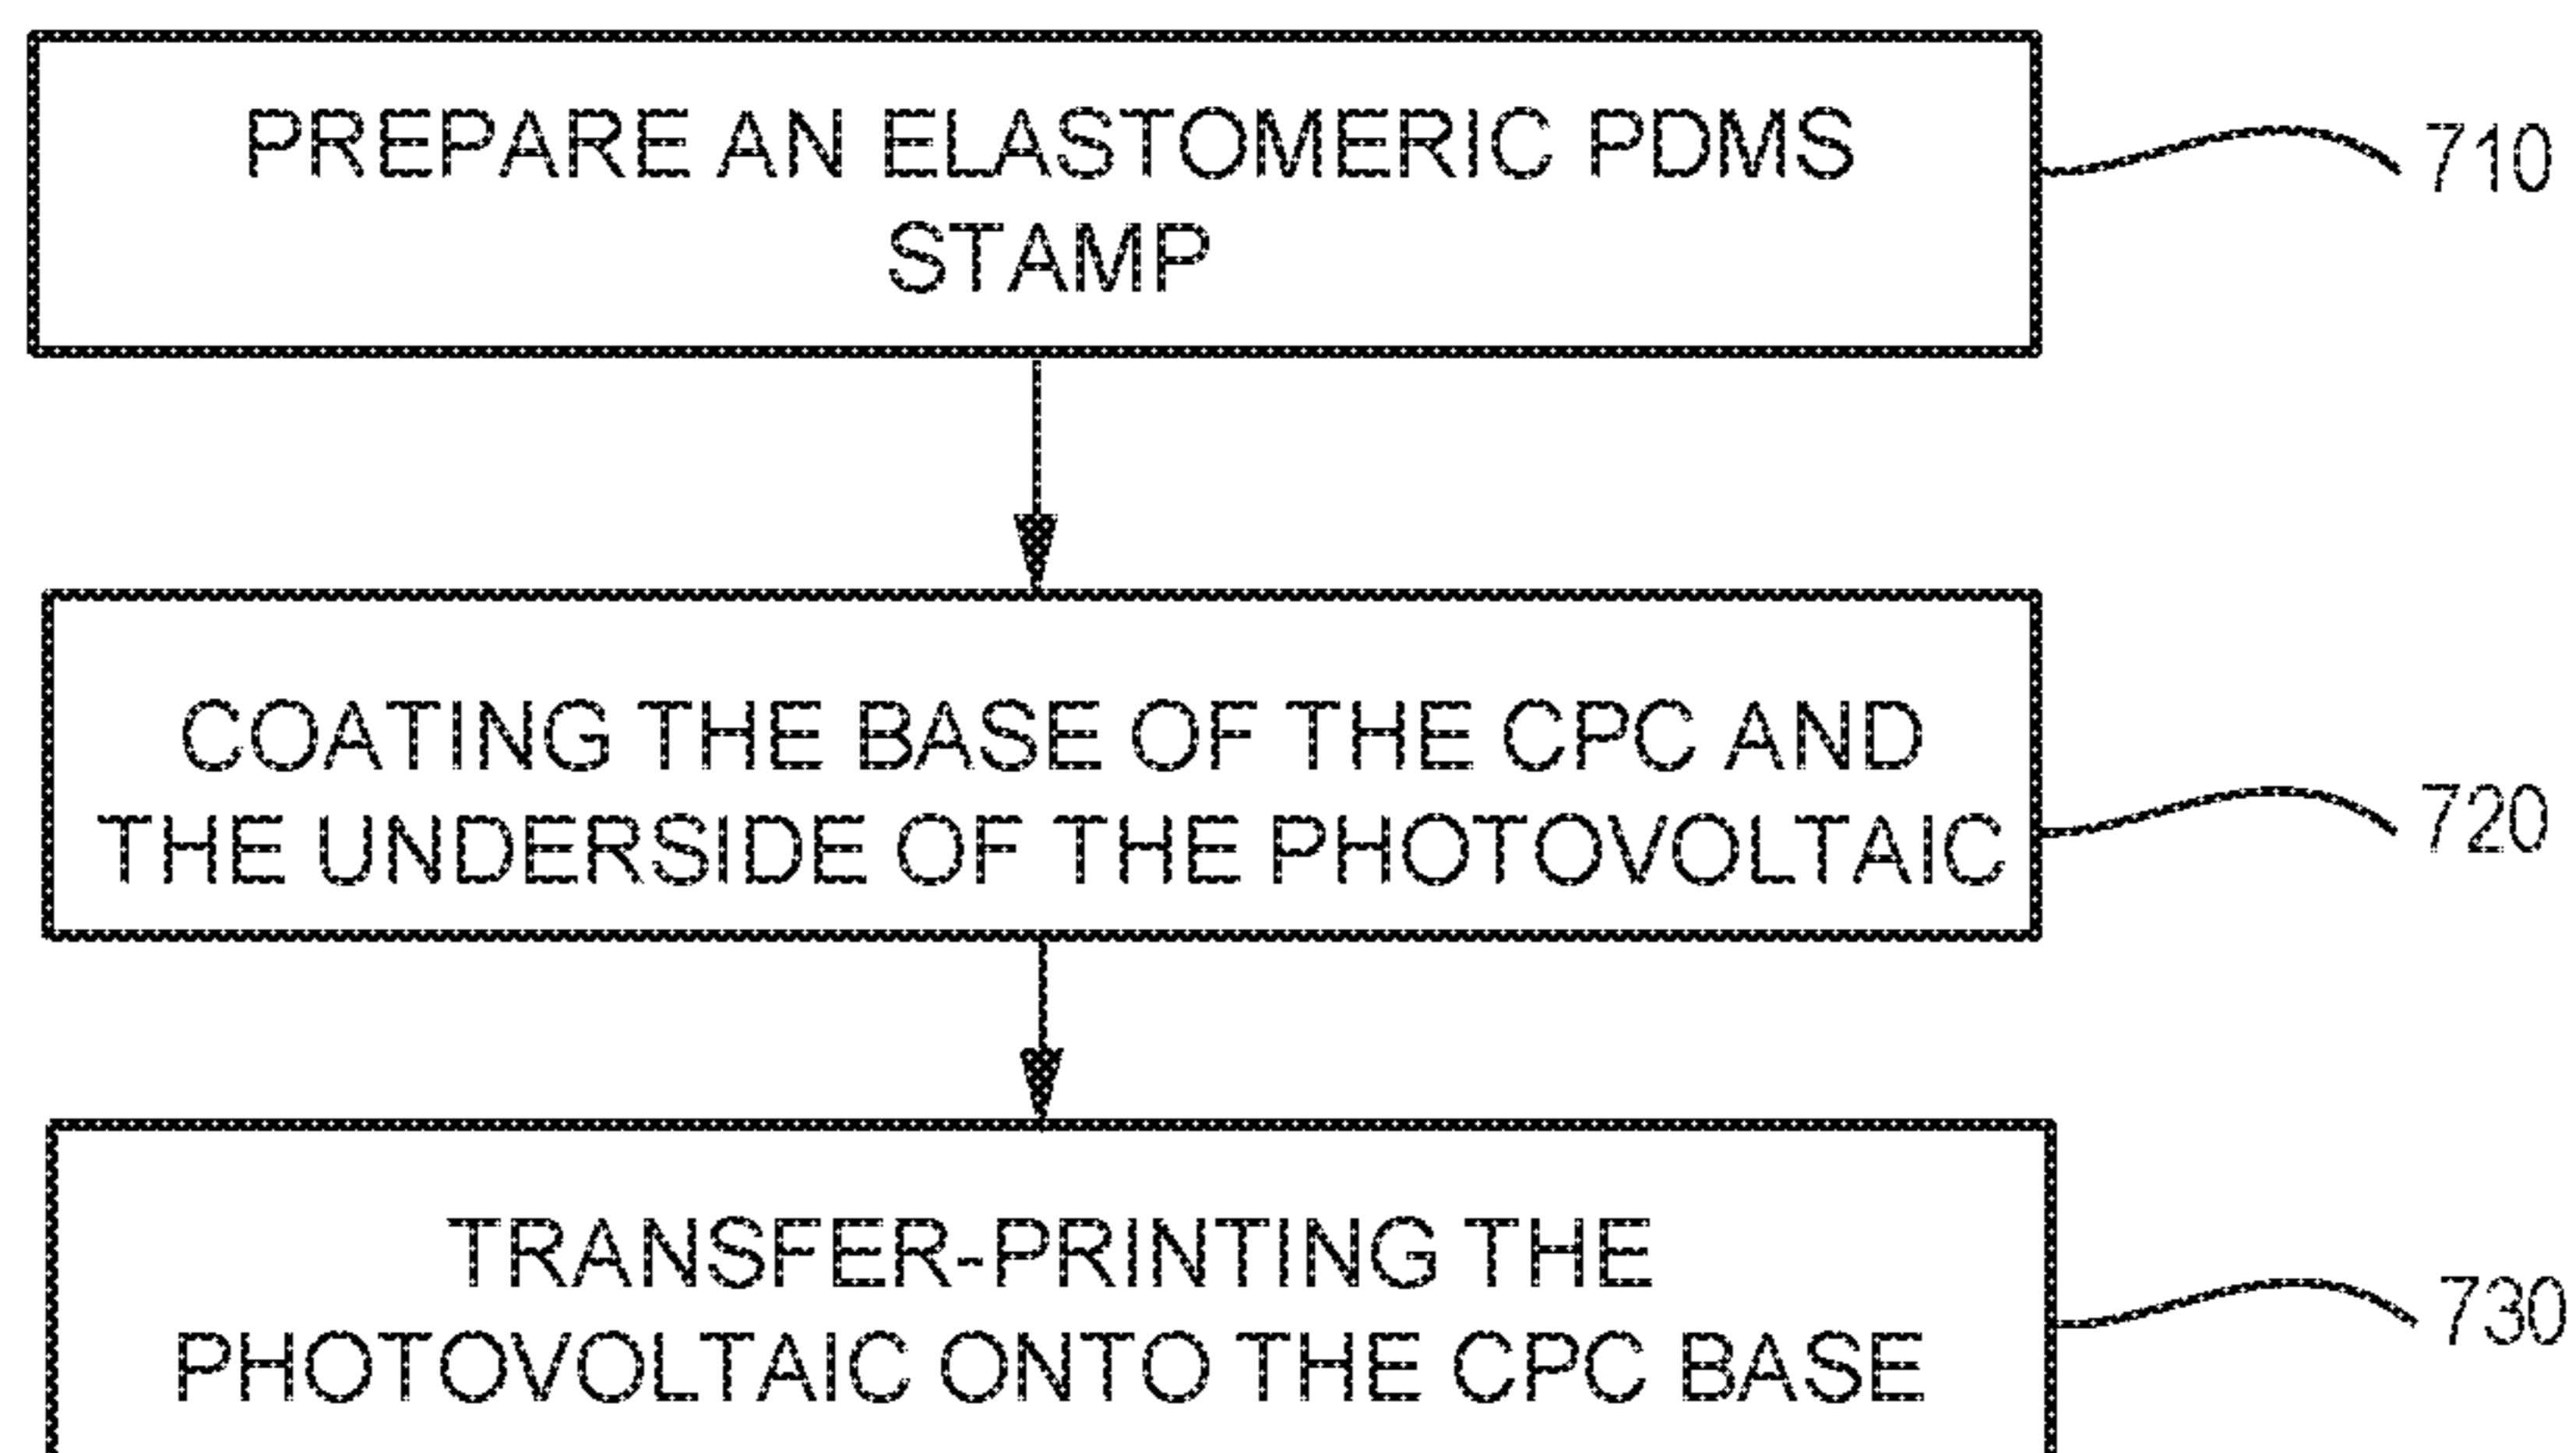 PREPARE AN ELASTOMERIC PDMS
STAMP
710
COATING THE BASE OF THE CPC AND
THE UNDERSIDE OF THE PHOTOVOLTAIC
720
TRANSFER-PRINTING THE
PHOTOVOLTAIC ONTO THE CPC BASE
730